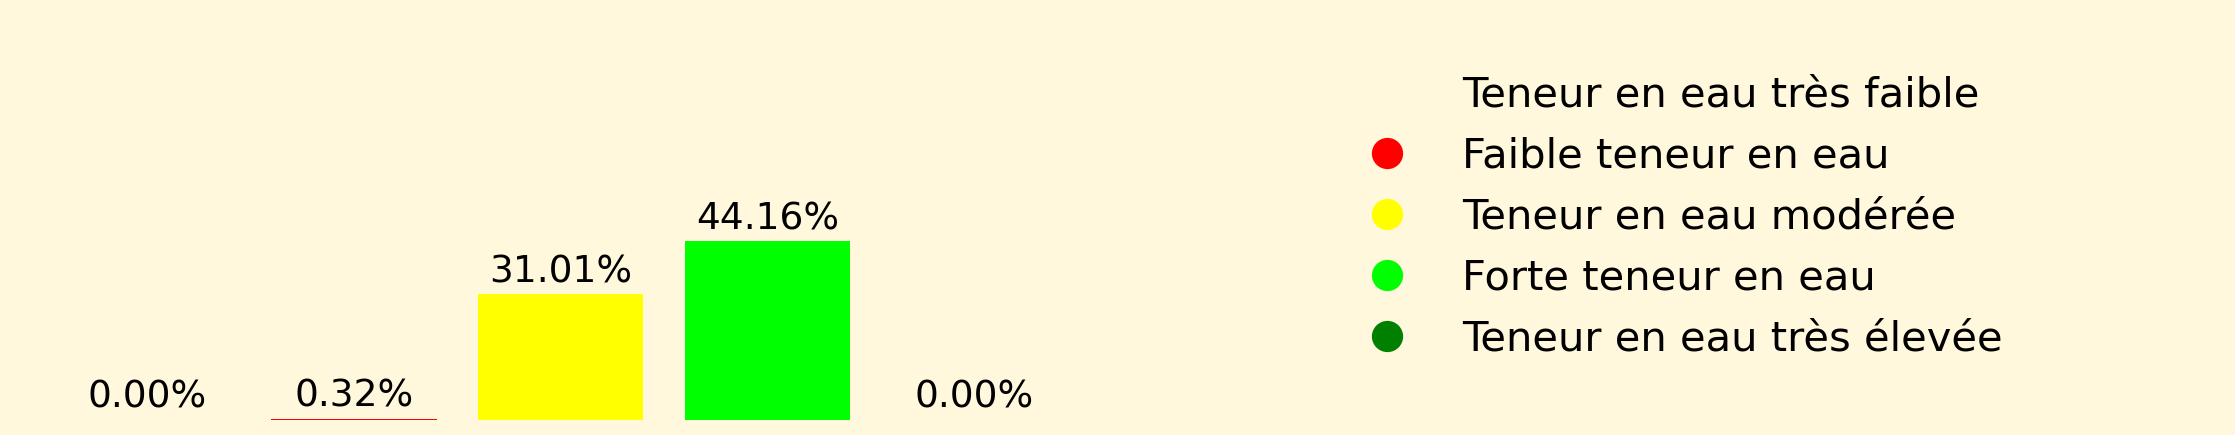 0.00%
0.32%
31.01%
44.16%
0.00%
Teneur en eau très faible
Faible teneur en eau
Teneur en eau modérée
Forte teneur en eau
Teneur en eau très élevée